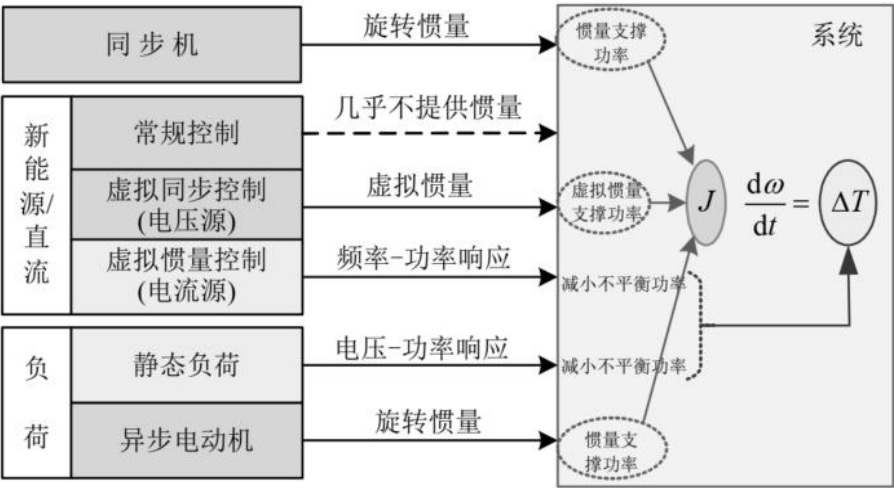 同步机
旋转惯量
惯量支撑
功率
系统
新能源/直流
常规控制
几乎不提供惯量
虚拟同步控制
(电压源)
虚拟惯量
虚拟惯量
支撑功率
J dω/dt = ΔT
虚拟惯量控制
(电流源)
频率-功率响应
减小不平衡功率
负荷
静态负荷
电压-功率响应
减小不平衡功率
异步电动机
旋转惯量
惯量支
撑功率